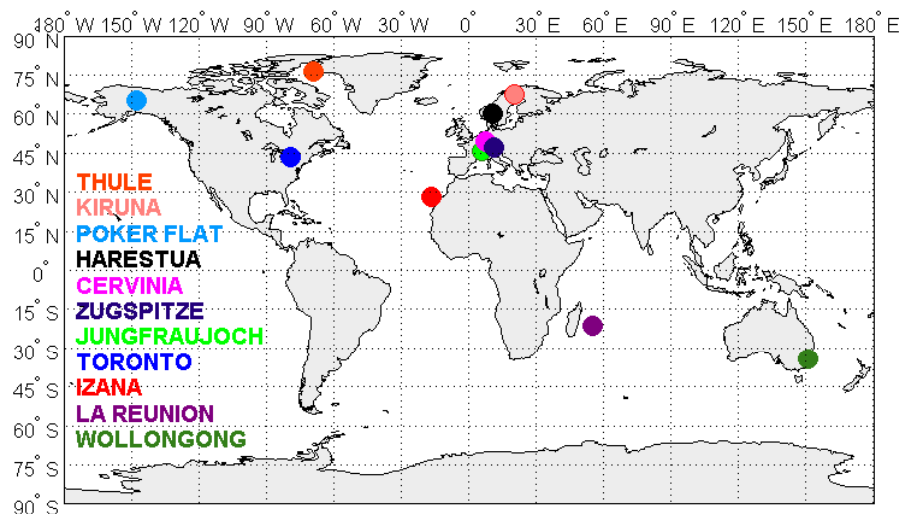 180° W 150° W 120° W 90° W 60° W 30° W 0° 30° E 60° E 90° E 120° E 150° E 180° E
90° N
75° N
60° N
45° N
30° N
15° N
0°
15° S
30° S
45° S
60° S
75° S
90° S
THULE
KIRUNA
POKER FLAT
HARESTUA
CERVINIA
ZUGSPITZE
JUNGFRAUJOCH
TORONTO
IZANA
LA REUNION
WOLLONGONG